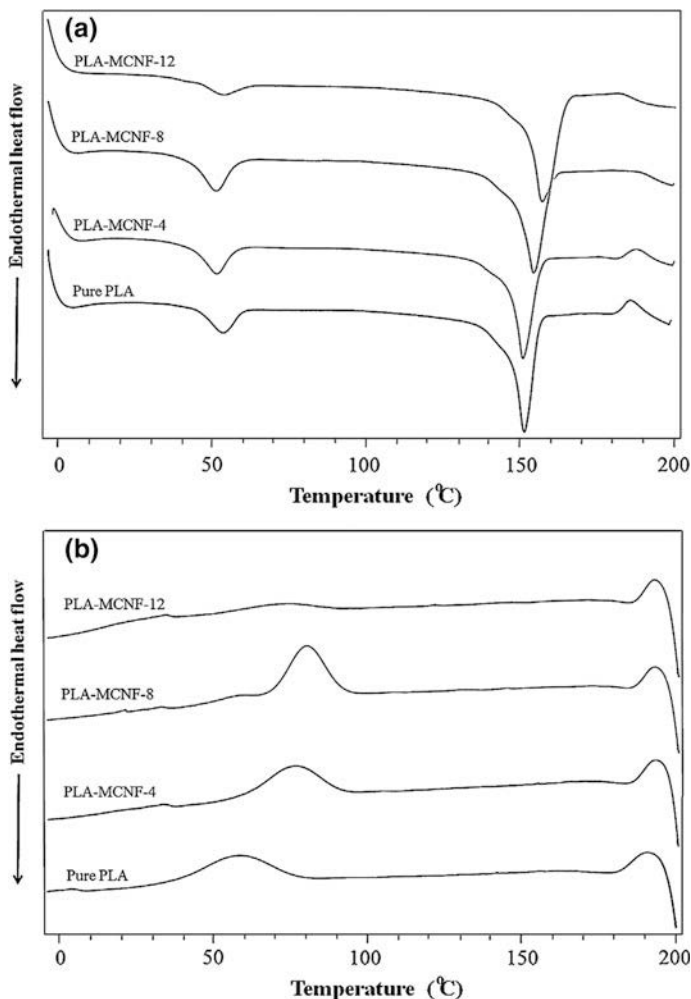 (a)
PLA-MCNF-12
PLA-MCNF-8
PLA-MCNF-4
Pure PLA
Endothermal heat flow
0 50 100 150 200
Temperature (⁰C)
(b)
PLA-MCNF-12
PLA-MCNF-8
PLA-MCNF-4
Pure PLA
Endothermal heat flow
0 50 100 150 200
Temperature (⁰C)